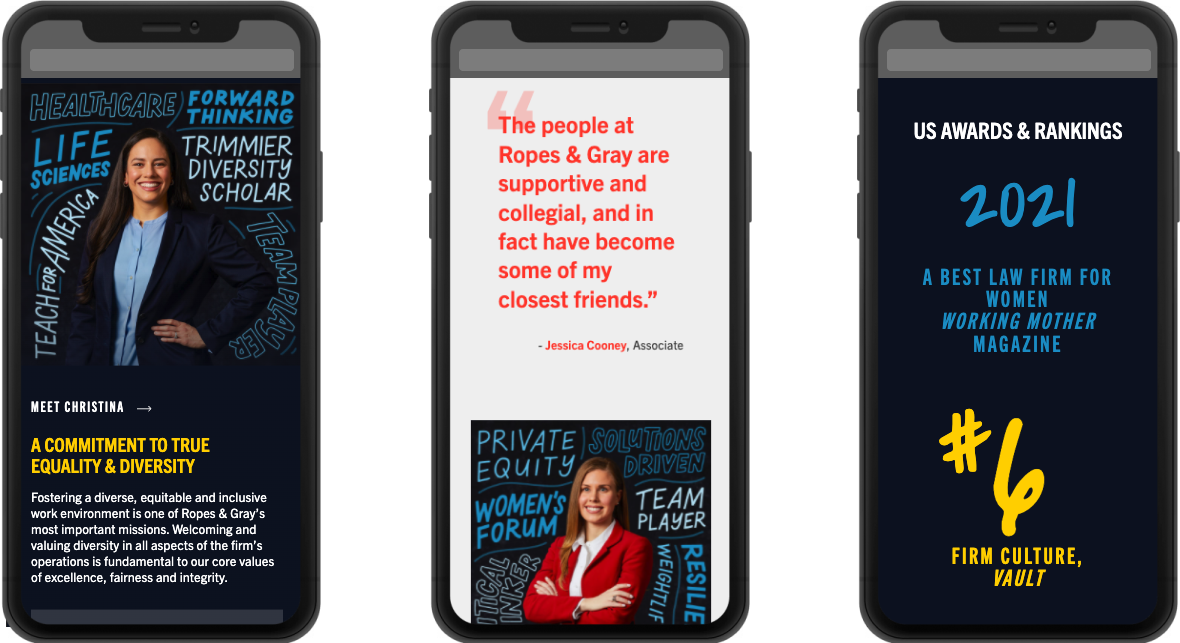 HEALTHCARE
FORWARD
THINKING
LIFE
SCIENCES
TRIMMIER
DIVERSITY
SCHOLAR
TEACH FOR AMERICA
TEAM PLAYER
MEET CHRISTINA →
A COMMITMENT TO TRUE
EQUALITY & DIVERSITY
Fostering a diverse, equitable and inclusive
work environment is one of Ropes & Gray's
most important missions. Welcoming and
valuing diversity in all aspects of the firm's
operations is fundamental to our core values
of excellence, fairness and integrity.
“
The people at
Ropes & Gray are
supportive and
collegial, and in
fact have become
some of my
closest friends.”
- Jessica Cooney, Associate
PRIVATE
EQUITY
SOLUTIONS
DRIVEN
WOMEN'S
FORUM
TEAM
PLAYER
ITICAL
INKER
WEIGHTLIF
RESILIE
US AWARDS & RANKINGS
2021
A BEST LAW FIRM FOR
WOMEN
WORKING MOTHER
MAGAZINE
#6
FIRM CULTURE,
VAULT